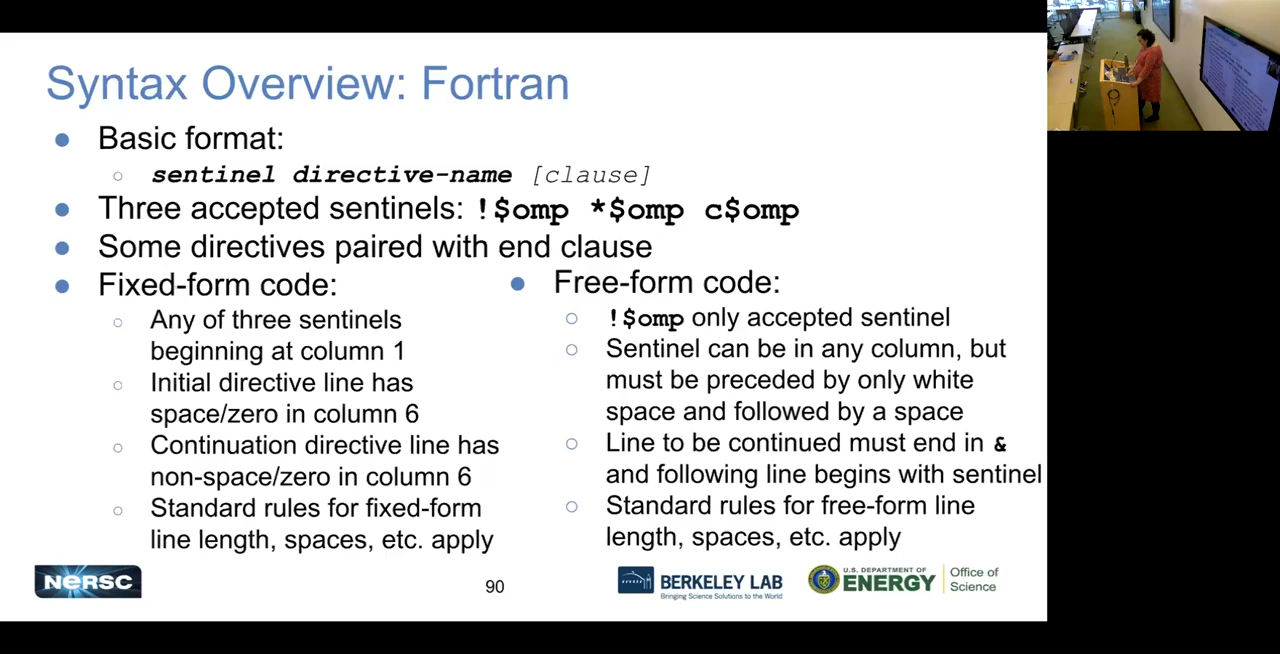 Syntax Overview: Fortran
● Basic format:
○ sentinel directive-name [clause]
● Three accepted sentinels: !$omp *$omp c$omp
● Some directives paired with end clause
● Fixed-form code:
○ Any of three sentinels
beginning at column 1
○ Initial directive line has
space/zero in column 6
○ Continuation directive line has
non-space/zero in column 6
○ Standard rules for fixed-form
line length, spaces, etc. apply
● Free-form code:
○ !$omp only accepted sentinel
○ Sentinel can be in any column, but
must be preceded by only white
space and followed by a space
○ Line to be continued must end in &
and following line begins with sentinel
○ Standard rules for free-form line
length, spaces, etc. apply
NERSC
90
BERKELEY LAB
Bringing Science Solutions to the World
U.S. DEPARTMENT OF
ENERGY
Office of
Science